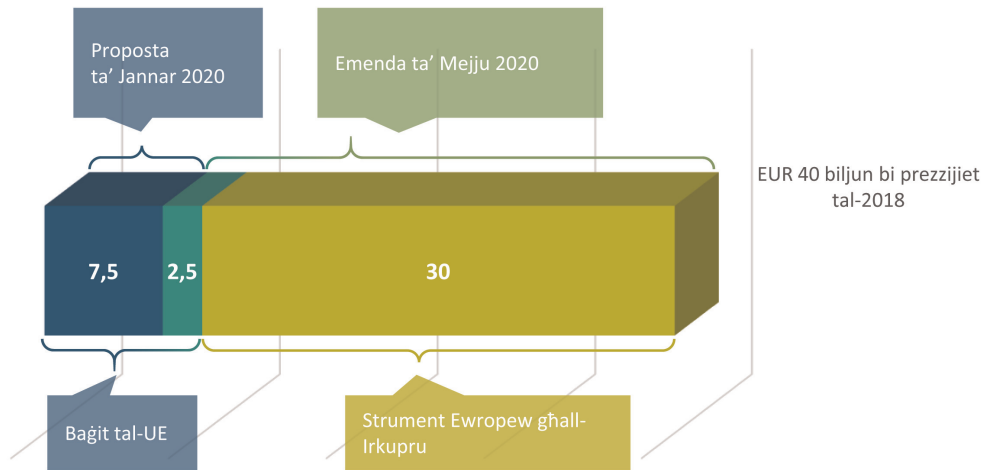 Proposta
ta’ Jannar 2020
Emenda ta’ Mejju 2020
EUR 40 biljun bi prezzijiet
tal-2018
7,5
2,5
30
Baġit tal-UE
Strument Ewropew għall-
Irkupru